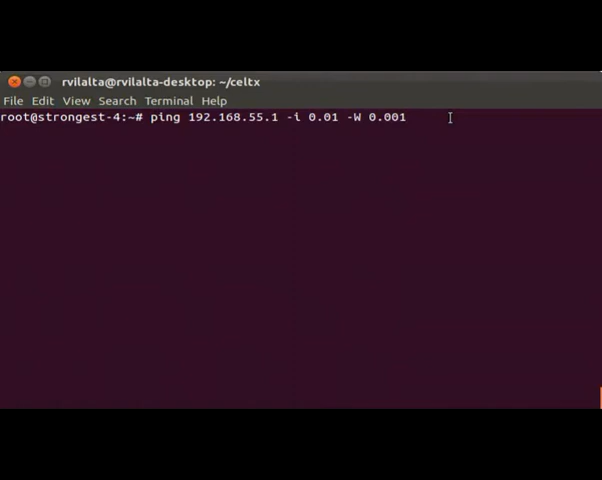 rvilalta@rvilalta-desktop: ~/celtx
File Edit View Search Terminal Help
root@strongest-4:~# ping 192.168.55.1 -i 0.01 -W 0.001